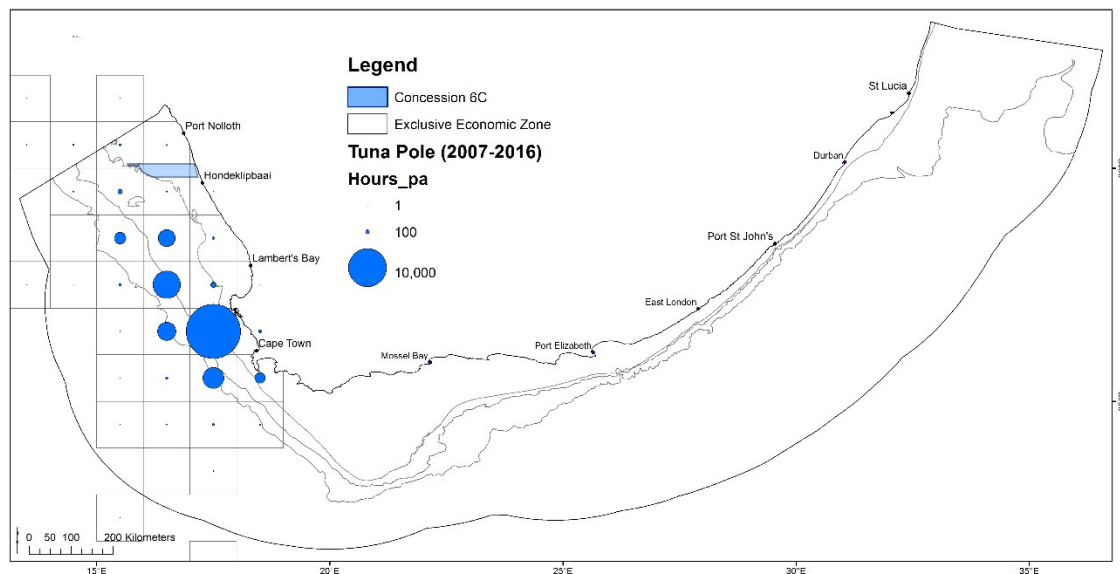 Legend
Concession 6C
Exclusive Economic Zone
Tuna Pole (2007-2016)
Hours_pa
1
100
10,000
St Lucia
Port Nolloth
Durban
Hondeklipbaai
Port St John's
Lambert's Bay
East London
Cape Town
Mossel Bay
Port Elizabeth
0 50 100 200 Kilometers
15°E
20°E
25°E
30°E
35°E